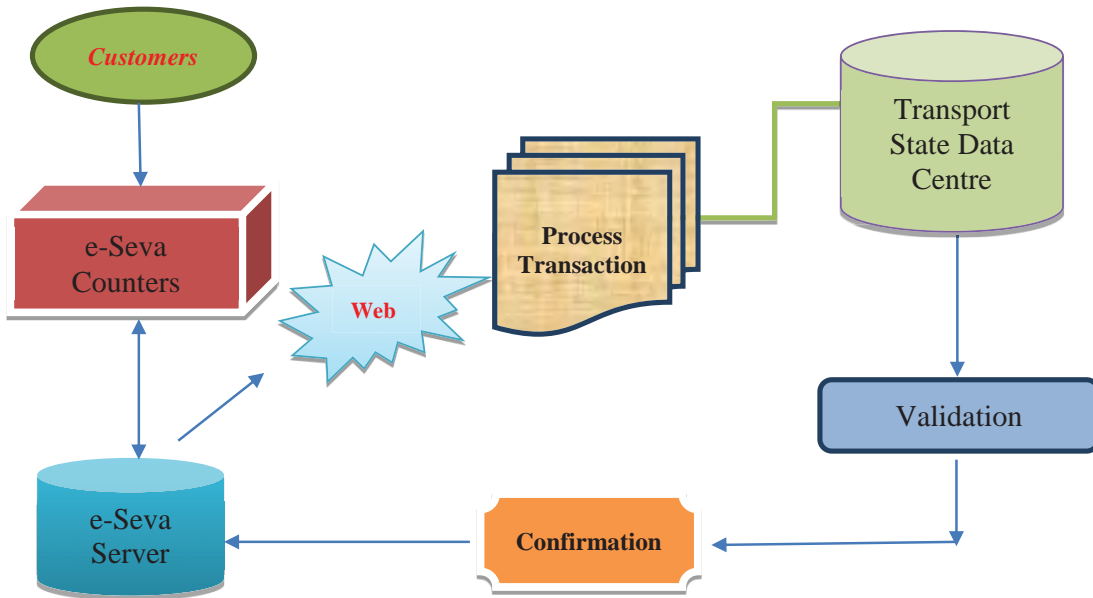 Customers
e-Seva
Counters
Web
Process
Transaction
Transport
State Data
Centre
Validation
Confirmation
e-Seva
Server